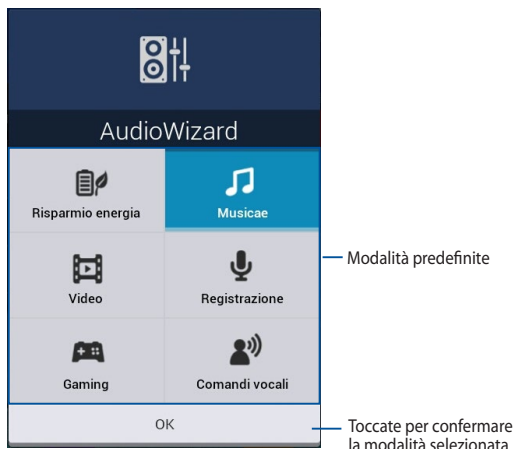 AudioWizard
Risparmio energia
Musicae
Modalità predefinite
Video
Registrazione
Gaming
Comandi vocali
OK
Toccate per confermare
la modalità selezionata